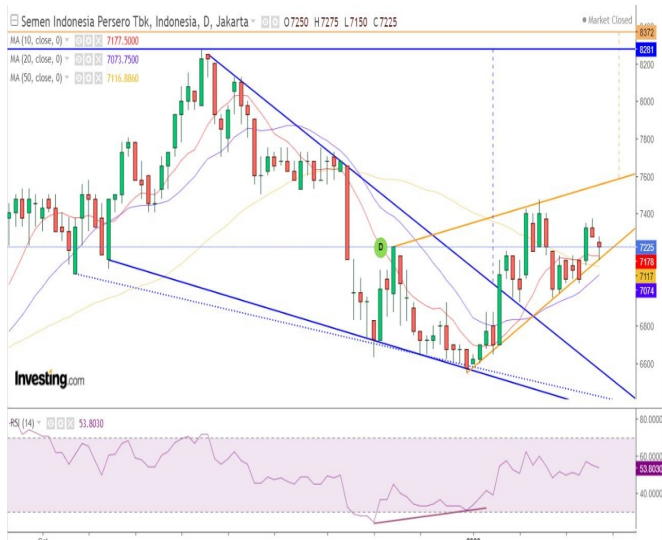 Semen Indonesia Persero Tbk, Indonesia, D, Jakarta O7250 H7275 L7150 C7225
Market Closed
MA (10, close, 0) 7177.5000
MA (20, close, 0) 7073.7500
MA (50, close, 0) 7116.8860
8372
8281
8200
8000
7800
7600
7400
7225
7178
7117
7074
6800
6600
D
Investing.com
RSI (14) 53.8030
80.0000
60.0000
53.8030
40.0000